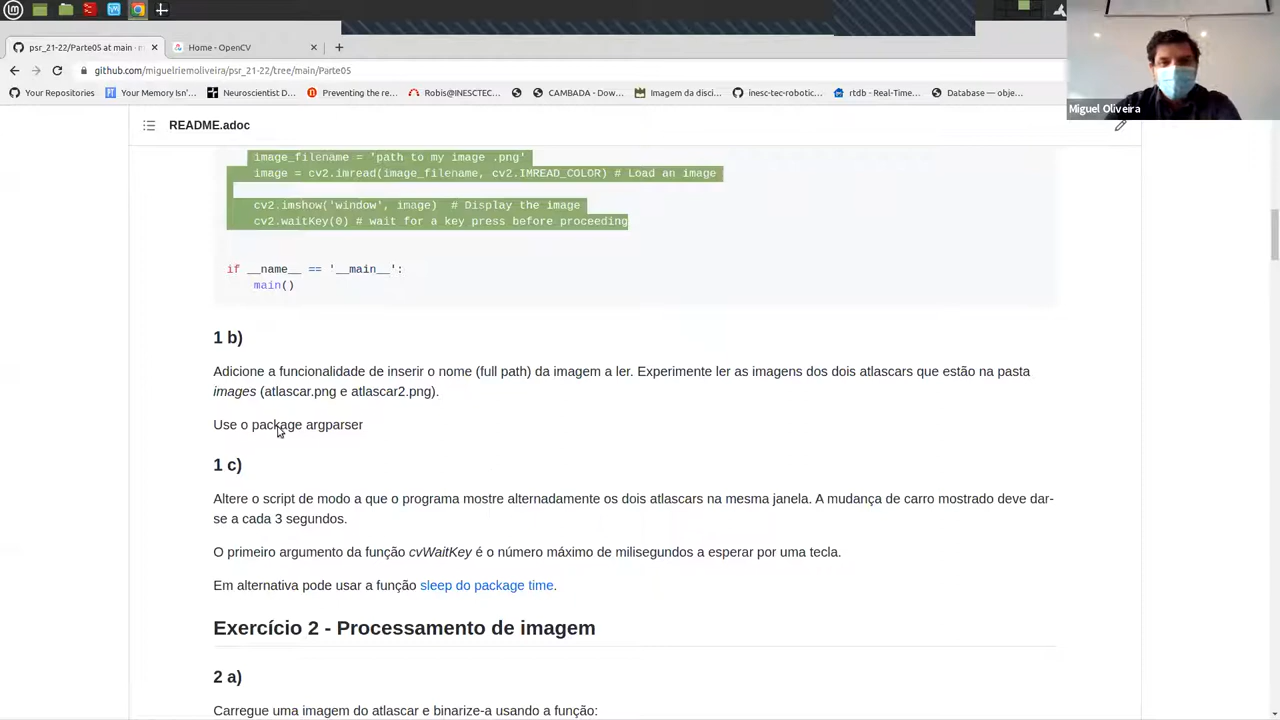 psr_21-22/Parte05 at main · m
Home - OpenCV
github.com/miguelriemoliveira/psr_21-22/tree/main/Parte05
Your Repositories
Your Memory Isn'...
Neuroscientist D...
Preventing the re...
Robis@INESCTEC...
CAMBADA - Dow...
Imagem da disci...
inesc-tec-robotic...
rtdb - Real-Time...
Database — obje...
Miguel Oliveira
README.adoc
image_filename = 'path to my image .png'
image = cv2.imread(image_filename, cv2.IMREAD_COLOR) # Load an image
cv2.imshow('window', image)  # Display the image
cv2.waitKey(0) # wait for a key press before proceeding
if __name__ == '__main__':
main()
1 b)
Adicione a funcionalidade de inserir o nome (full path) da imagem a ler. Experimente ler as imagens dos dois atlascars que estão na pasta
images (atlascar.png e atlascar2.png).
Use o package argparser
1 c)
Altere o script de modo a que o programa mostre alternadamente os dois atlascars na mesma janela. A mudança de carro mostrado deve dar-
se a cada 3 segundos.
O primeiro argumento da função cvWaitKey é o número máximo de milisegundos a esperar por uma tecla.
Em alternativa pode usar a função sleep do package time.
Exercício 2 - Processamento de imagem
2 a)
Carregue uma imagem do atlascar e binarize-a usando a função: